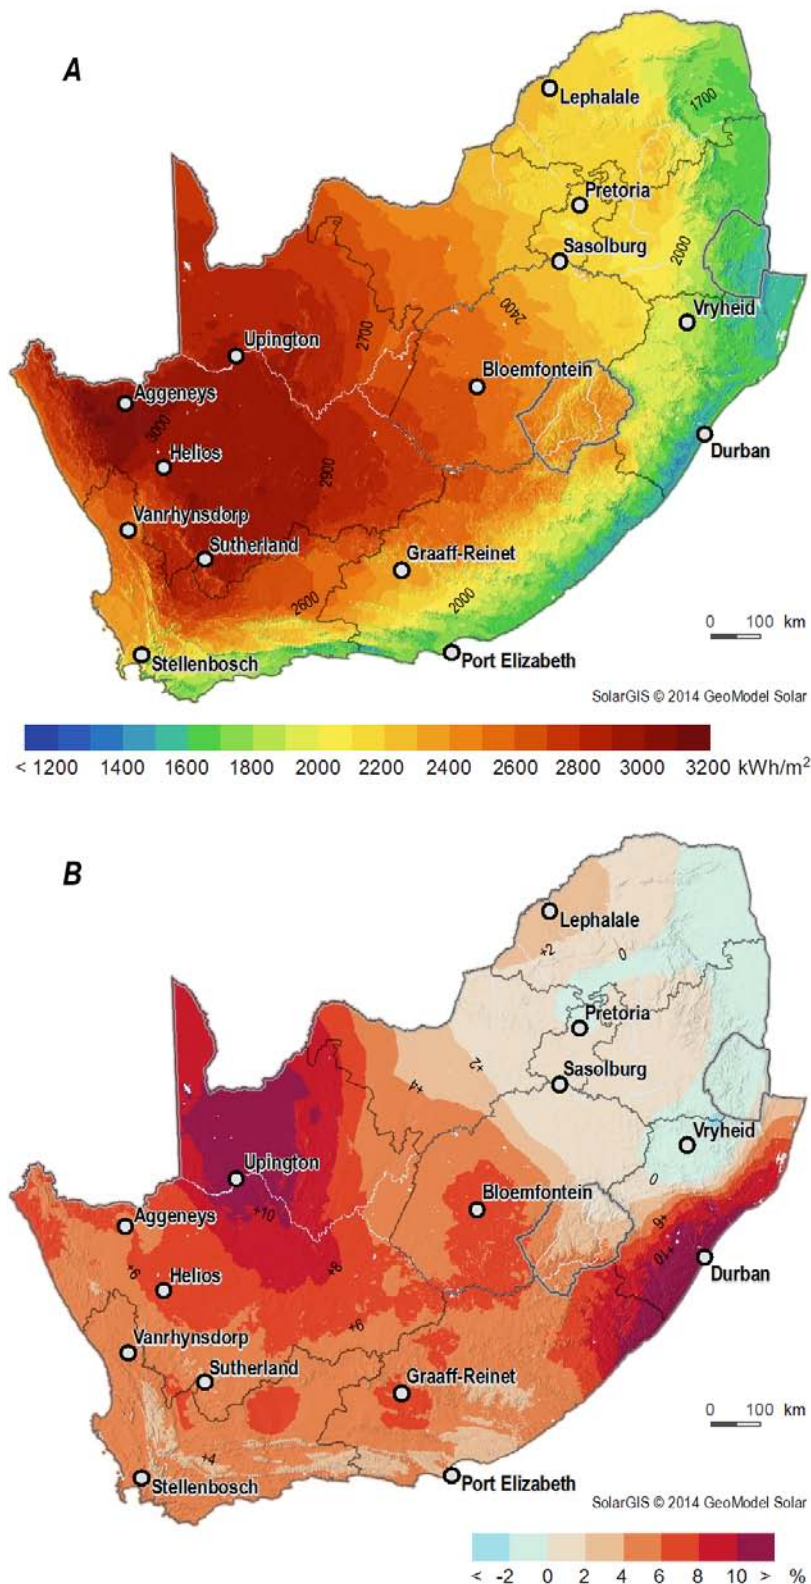 A
Lephalale
1700
Pretoria
Sasolburg
2000
2400
Vryheid
2700
Upington
Bloemfontein
Aggeneys
3000
Helios
2900
Durban
Vanrhynsdorp
Sutherland
Graaff-Reinet
2600
2000
0 100 km
Stellenbosch
Port Elizabeth
SolarGIS © 2014 GeoModel Solar
< 1200 1400 1600 1800 2000 2200 2400 2600 2800 3000 3200 kWh/m²
B
Lephalale
+2
0
Pretoria
+2
Sasolburg
+4
Vryheid
Upington
0
Bloemfontein
+10
+6
Aggeneys
+10
+6
+8
Durban
Helios
+6
Vanrhynsdorp
Sutherland
Graaff-Reinet
0 100 km
+4
Stellenbosch
Port Elizabeth
SolarGIS © 2014 GeoModel Solar
< -2 0 2 4 6 8 10 > %